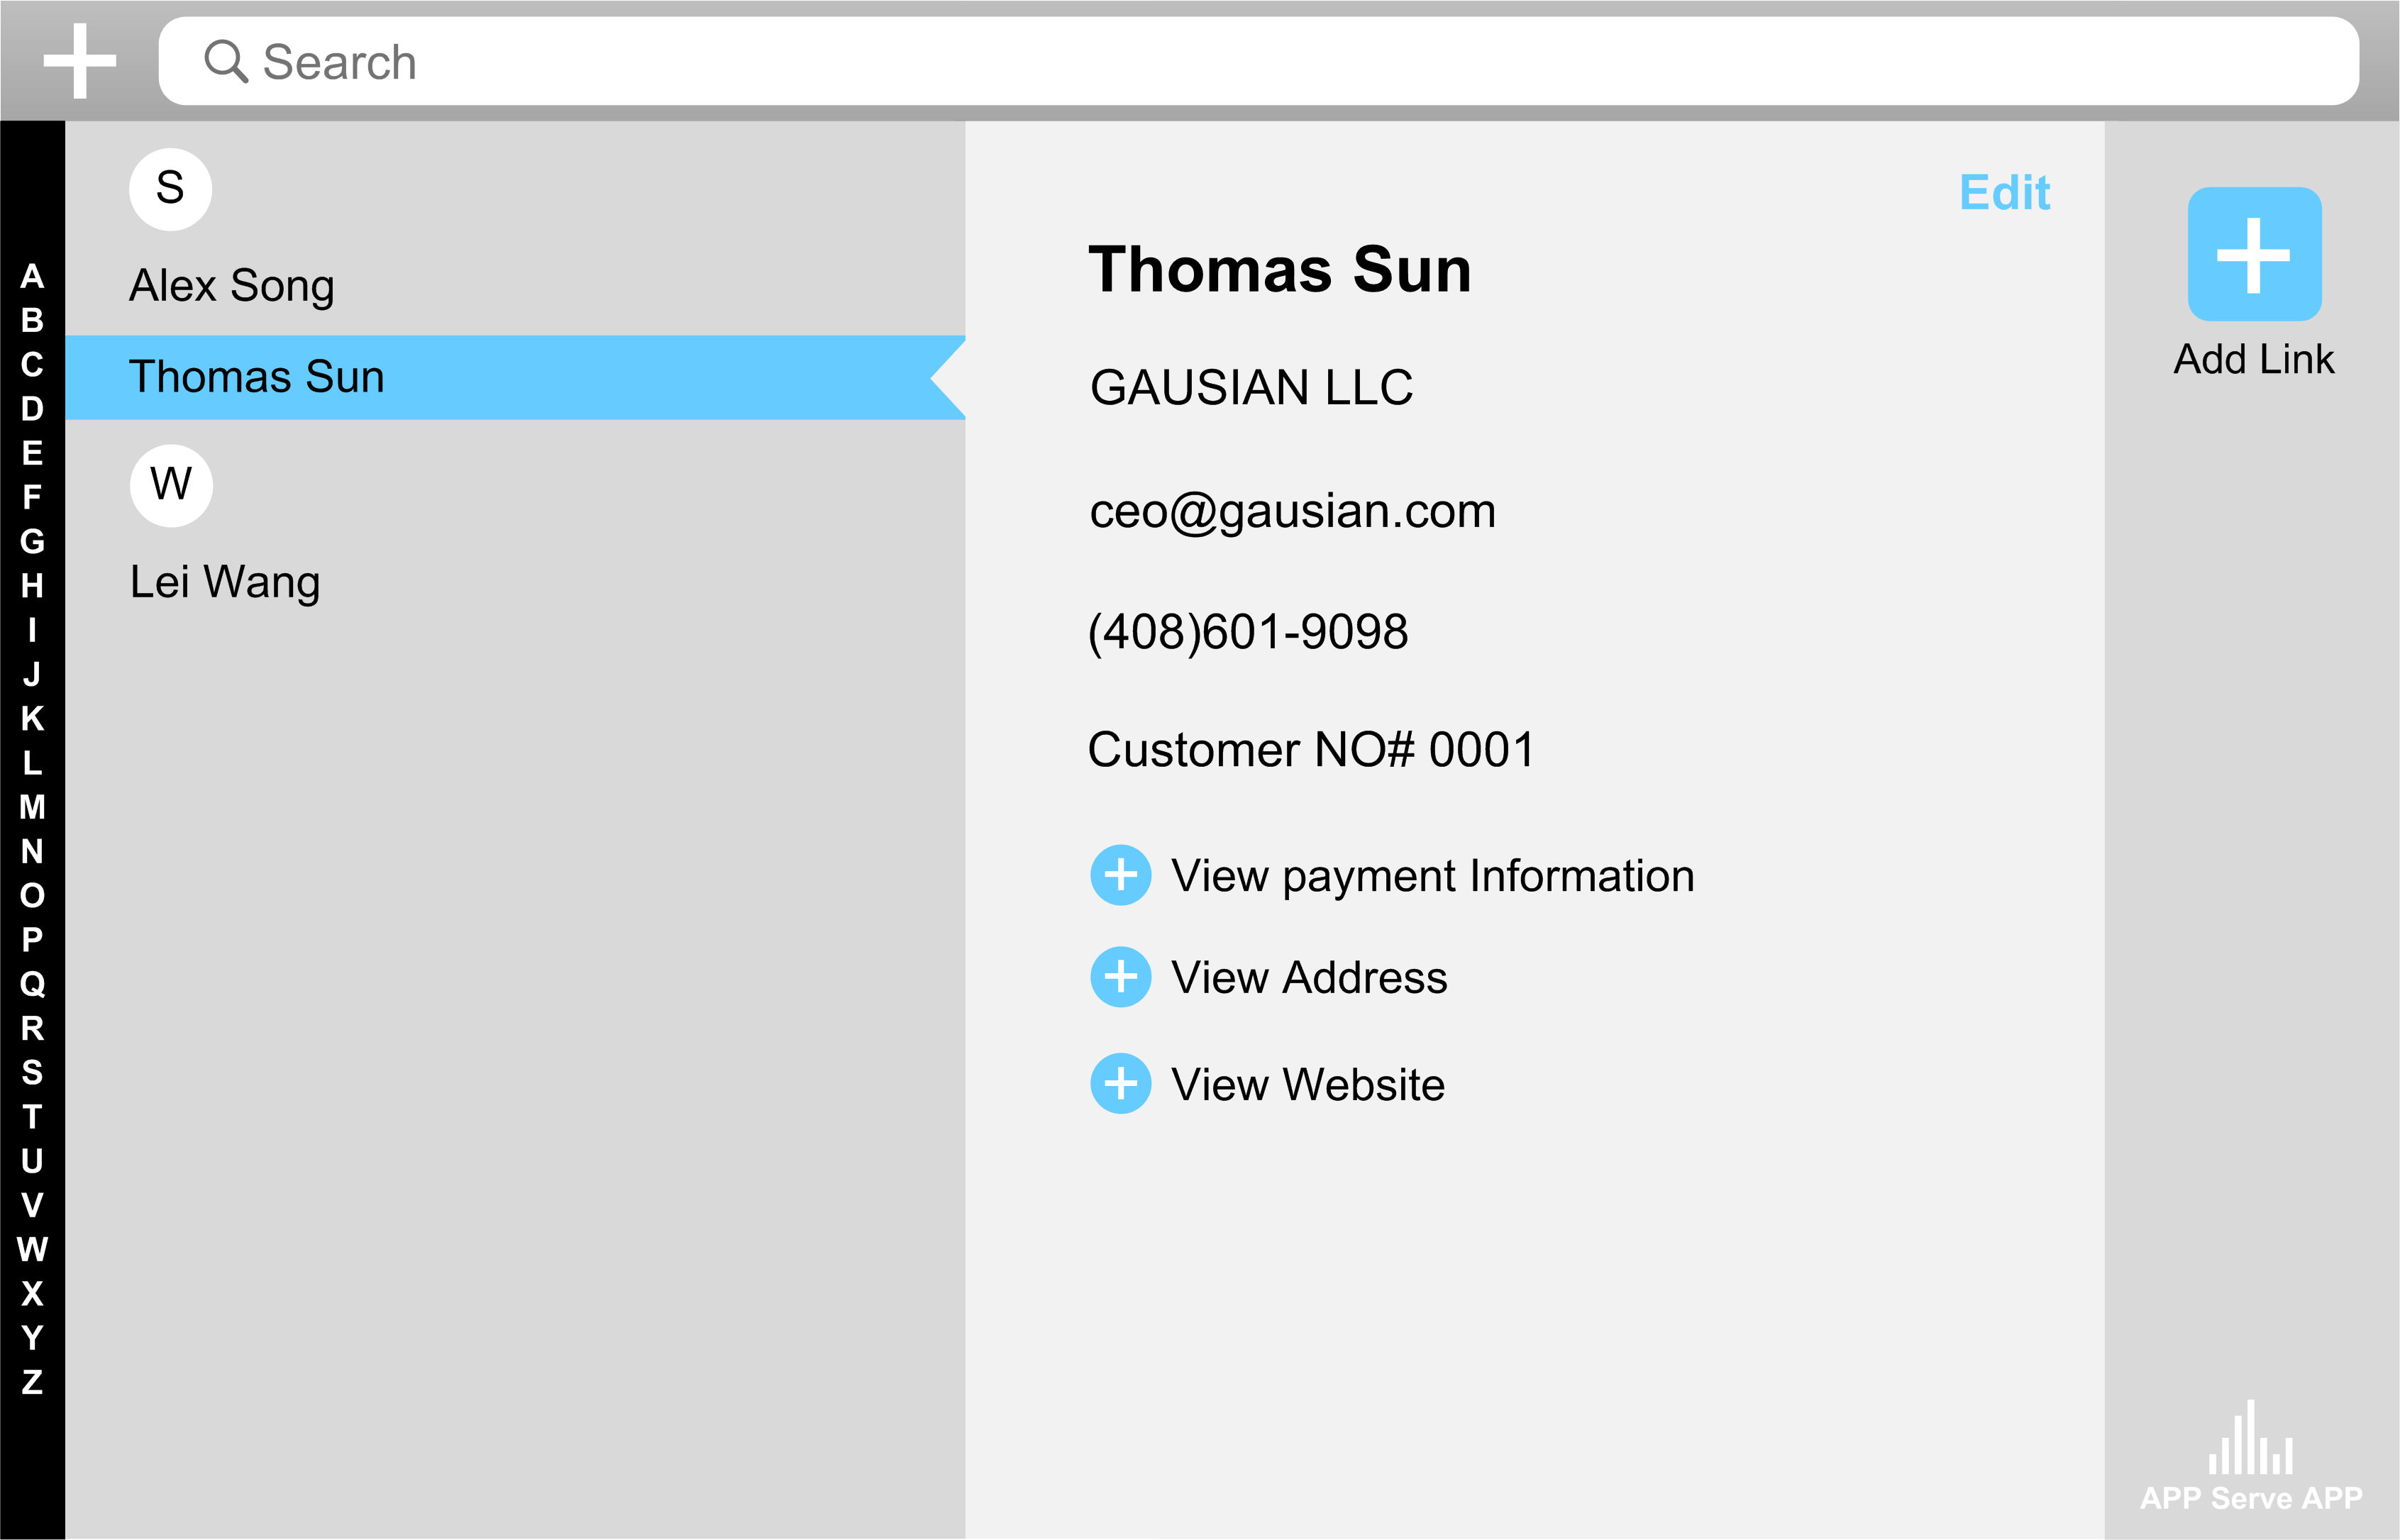 Search
A
B
C
D
E
F
G
H
I
J
K
L
M
N
O
P
Q
R
S
T
U
V
W
X
Y
Z
S
Alex Song
Thomas Sun
W
Lei Wang
Edit
Thomas Sun
GAUSIAN LLC
ceo@gausian.com
(408)601-9098
Customer NO# 0001
View payment Information
View Address
View Website
Add Link
APP Serve APP